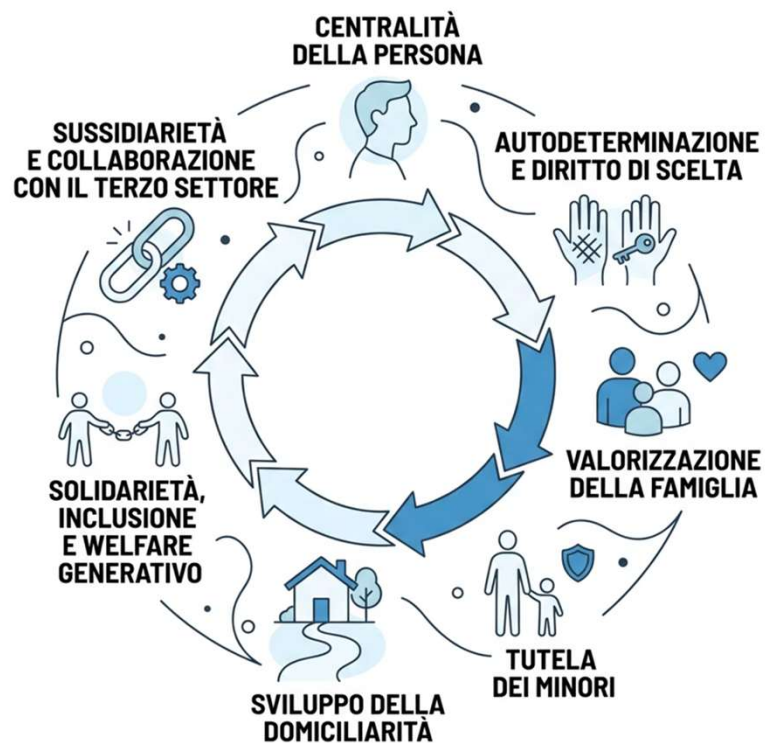 CENTRALITÀ
DELLA PERSONA
AUTODETERMINAZIONE
E DIRITTO DI SCELTA
VALORIZZAZIONE
DELLA FAMIGLIA
TUTELA
DEI MINORI
SVILUPPO DELLA
DOMICILIARITÀ
SOLIDARIETÀ,
INCLUSIONE
E WELFARE
GENERATIVO
SUSSIDIARIETÀ
E COLLABORAZIONE
CON IL TERZO SETTORE